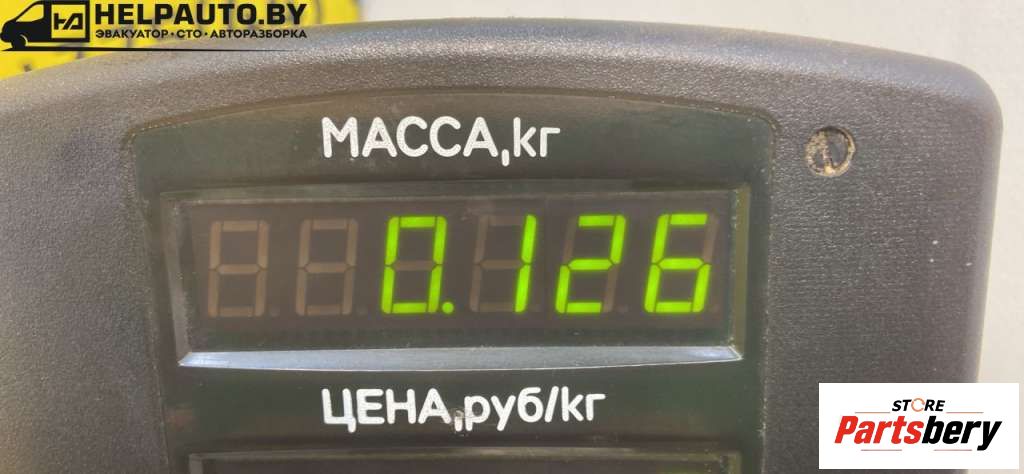 HELPAUTO.BY
ЭВАКУАТОР · СТО · АВТОРАЗБОРКА
МАССА,кг
0.126
ЦЕНА,руб/кг
STORE
Partsbery